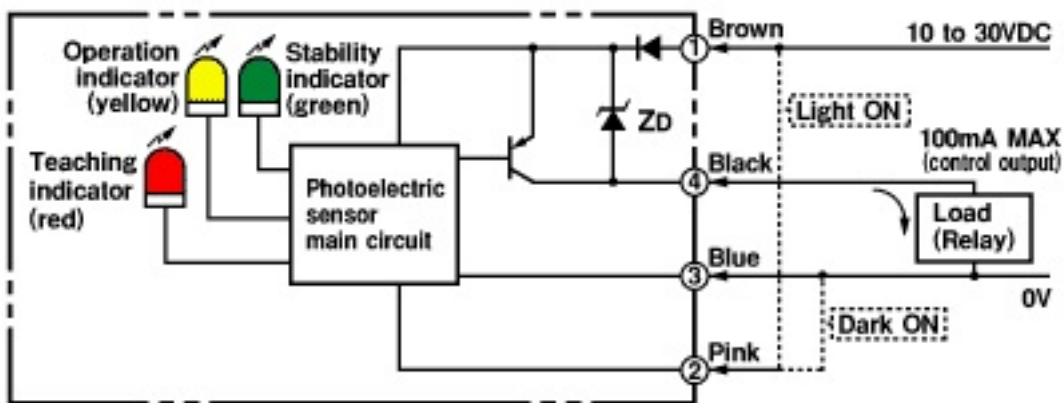 Operation
indicator
(yellow)
Stability
indicator
(green)
Teaching
indicator
(red)
Photoelectric
sensor
main circuit
ZD
1
Brown
10 to 30VDC
Light ON
100mA MAX
(control output)
4
Black
Load
(Relay)
3
Blue
0V
Dark ON
2
Pink